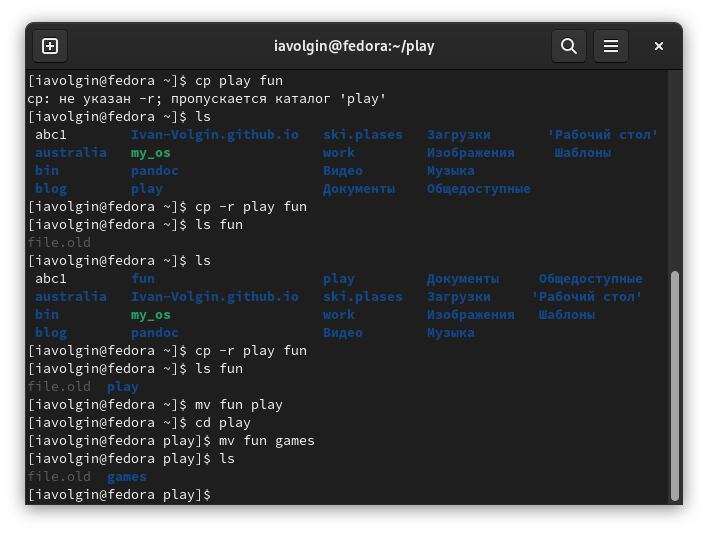 iavolgin@fedora:~/play
[iavolgin@fedora ~]$ cp play fun
cp: не указан -r; пропускается каталог 'play'
[iavolgin@fedora ~]$ ls
abc1 Ivan-Volgin.github.io ski.plases Загрузки 'Рабочий стол'
australia my_os work Изображения Шаблоны
bin pandoc Видео Музыка
blog play Документы Общедоступные
[iavolgin@fedora ~]$ cp -r play fun
[iavolgin@fedora ~]$ ls fun
file.old
[iavolgin@fedora ~]$ ls
abc1 fun play Документы Общедоступные
australia Ivan-Volgin.github.io ski.plases Загрузки 'Рабочий стол'
bin my_os work Изображения Шаблоны
blog pandoc Видео Музыка
[iavolgin@fedora ~]$ cp -r play fun
[iavolgin@fedora ~]$ ls fun
file.old play
[iavolgin@fedora ~]$ mv fun play
[iavolgin@fedora ~]$ cd play
[iavolgin@fedora play]$ mv fun games
[iavolgin@fedora play]$ ls
file.old games
[iavolgin@fedora play]$